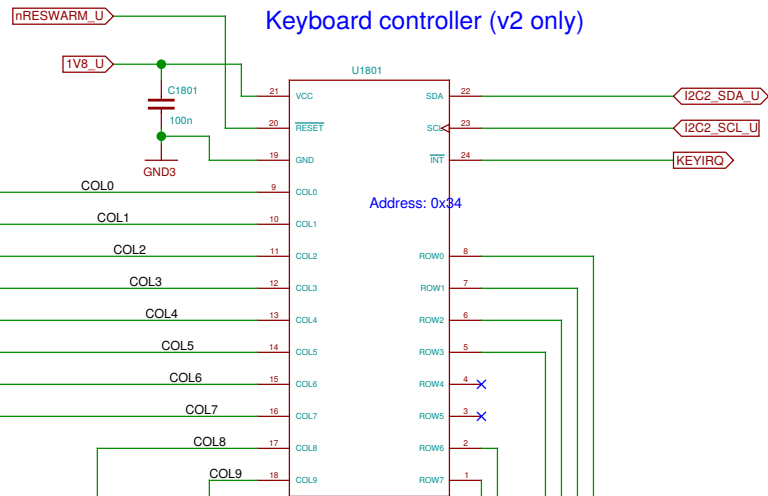 Keyboard controller (v2 only)
nRESWARM_U
1V8_U
U1801
C1801
100n
GND3
21 VCC SDA 22 I2C2_SDA_U
20 RESET SCL 23 I2C2_SCL_U
19 GND INT 24 KEYIRQ
Address: 0x34
COL0 9 COL0
COL1 10 COL1
COL2 11 COL2 ROW0 8
COL3 12 COL3 ROW1 7
COL4 13 COL4 ROW2 6
COL5 14 COL5 ROW3 5
COL6 15 COL6 ROW4 4
COL7 16 COL7 ROW5 3
COL8 17 COL8 ROW6 2
COL9 18 COL9 ROW7 1